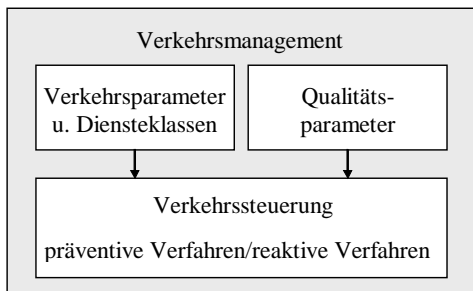 Verkehrsmanagement
Verkehrsparameter
u. Diensteklassen
Qualitäts-
parameter
Verkehrssteuerung
präventive Verfahren/reaktive Verfahren